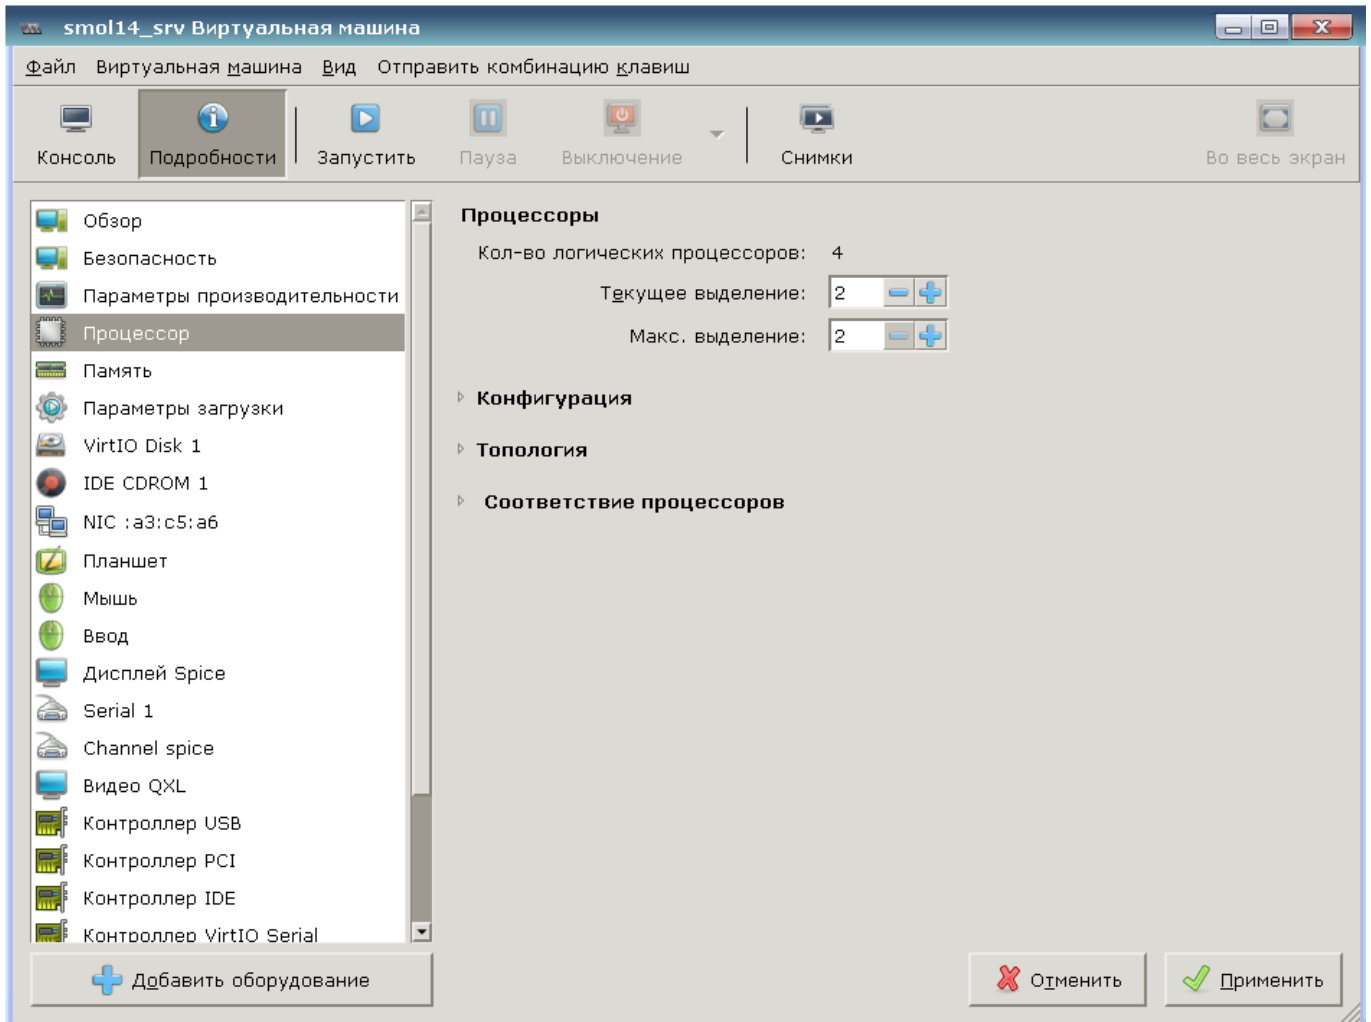 smol14_srv Виртуальная машина
Файл Виртуальная машина Вид Отправить комбинацию клавиш
Консоль Подробности Запустить Пауза Выключение Снимки Во весь экран
Обзор
Безопасность
Параметры производительности
Процессор
Память
Параметры загрузки
VirtIO Disk 1
IDE CDROM 1
NIC :a3:c5:a6
Планшет
Мышь
Ввод
Дисплей Spice
Serial 1
Channel spice
Видео QXL
Контроллер USB
Контроллер PCI
Контроллер IDE
Контроллер VirtIO Serial
Добавить оборудование
Процессоры
Кол-во логических процессоров: 4
Текущее выделение: 2
Макс. выделение: 2
Конфигурация
Топология
Соответствие процессоров
Отменить Применить